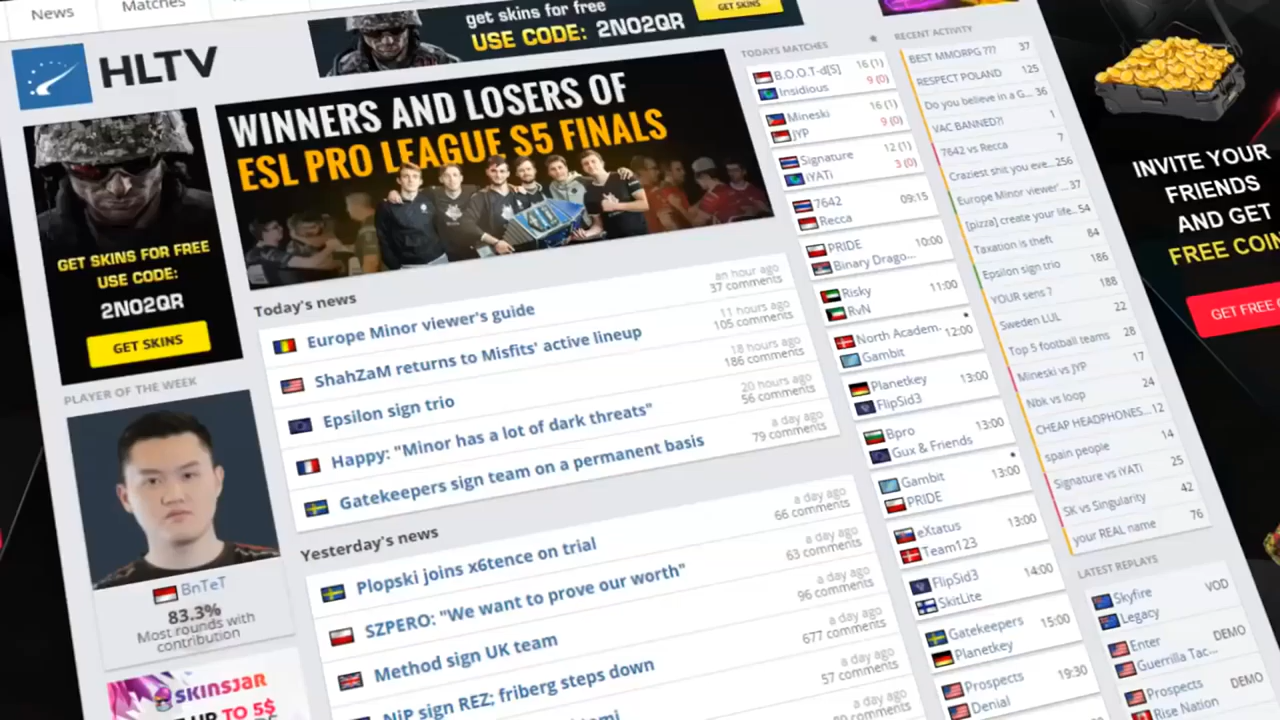 News
Matches
HLTV
get skins for free
USE CODE: 2NO2QR
GET SKINS
GET SKINS FOR FREE
USE CODE:
2NO2QR
GET SKINS
PLAYER OF THE WEEK
BnTeT
83.3%
Most rounds with
contribution
SKINSJAR
UP TO 5$
WINNERS AND LOSERS OF
ESL PRO LEAGUE S5 FINALS
Today's news
Europe Minor viewer's guide
an hour ago
37 comments
ShahZaM returns to Misfits' active lineup
11 hours ago
105 comments
Epsilon sign trio
18 hours ago
186 comments
Happy: "Minor has a lot of dark threats"
20 hours ago
56 comments
Gatekeepers sign team on a permanent basis
a day ago
79 comments
Yesterday's news
Plopski joins x6tence on trial
a day ago
66 comments
SZPERO: "We want to prove our worth"
a day ago
63 comments
Method sign UK team
a day ago
96 comments
NiP sign REZ; friberg steps down
a day ago
677 comments
a day ago
57 comments
a day ago
TODAYS MATCHES
B.O.O.T-d[S] 16 (1)
Insidious 9 (0)
Mineski 16 (1)
JYP 9 (0)
Signature 12 (1)
iYATi 3 (0)
7642 09:15
Recca
PRIDE 10:00
Binary Drago...
Risky 11:00
RvN
North Academ. 12:00
Gambit
Planetkey 13:00
FlipSid3
Bpro 13:00
Gux & Friends
Gambit 13:00
PRIDE
eXtatus 13:00
Team123
FlipSid3 14:00
SkitLite
Gatekeepers 15:00
Planetkey
Prospects 19:30
Denial
RECENT ACTIVITY
BEST MMORPG ??? 37
RESPECT POLAND 125
Do you believe in a G... 36
VAC BANNED?! 1
7642 vs Recca 7
Craziest shit you eve... 256
Europe Minor viewer'... 37
[pizza] create your life.. 54
Taxation is theft 84
Epsilon sign trio 186
YOUR sens ? 188
Sweden LUL 22
Top 5 football teams 28
Mineski vs JYP 17
Nbk vs loop 24
CHEAP HEADPHONES... 12
spain people 14
Signature vs iYATi 25
SK vs Singularity 42
your REAL name 76
LATEST REPLAYS
Skyfire VOD
Legacy
Enter DEMO
Guerrilla Tac...
Prospects DEMO
Rise Nation
INVITE YOUR
FRIENDS
AND GET
FREE COIN
GET FREE